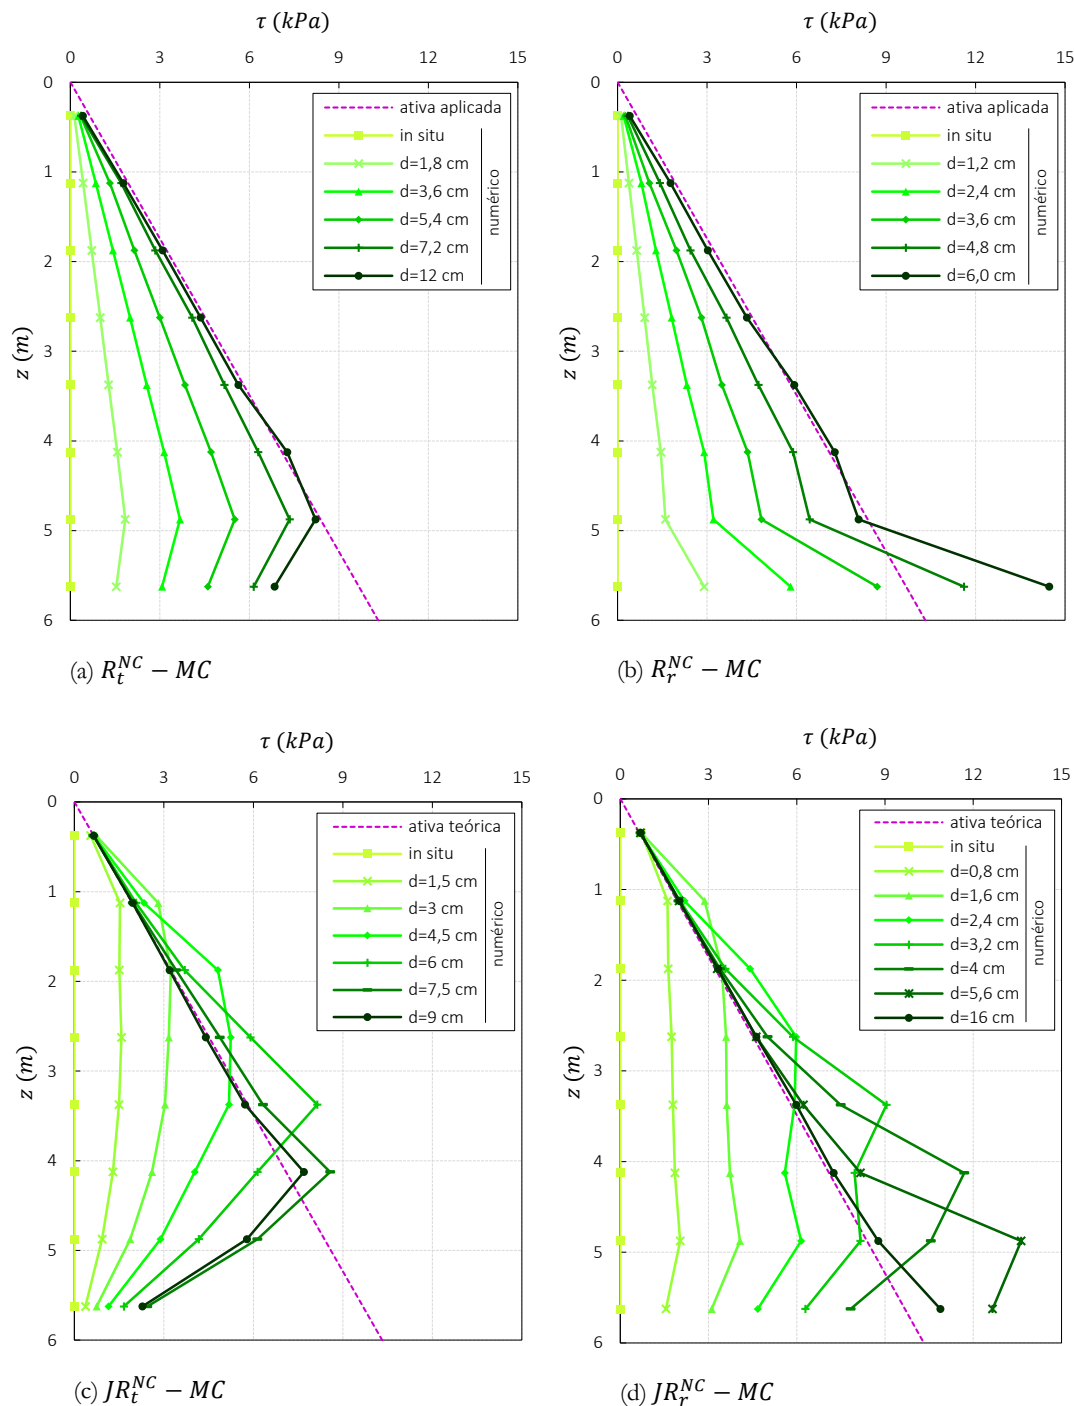 τ (kPa)
0 3 6 9 12 15
0
1
2
3
4
5
6
z (m)
ativa aplicada
in situ
d=1,8 cm
d=3,6 cm
d=5,4 cm
d=7,2 cm
d=12 cm
numérico
(a) R_t^NC − MC
τ (kPa)
0 3 6 9 12 15
0
1
2
3
4
5
6
z (m)
ativa aplicada
in situ
d=1,2 cm
d=2,4 cm
d=3,6 cm
d=4,8 cm
d=6,0 cm
numérico
(b) R_r^NC − MC
τ (kPa)
0 3 6 9 12 15
0
1
2
3
4
5
6
z (m)
ativa teórica
in situ
d=1,5 cm
d=3 cm
d=4,5 cm
d=6 cm
d=7,5 cm
d=9 cm
numérico
(c) JR_t^NC − MC
τ (kPa)
0 3 6 9 12 15
0
1
2
3
4
5
6
z (m)
ativa teórica
in situ
d=0,8 cm
d=1,6 cm
d=2,4 cm
d=3,2 cm
d=4 cm
d=5,6 cm
d=16 cm
numérico
(d) JR_r^NC − MC